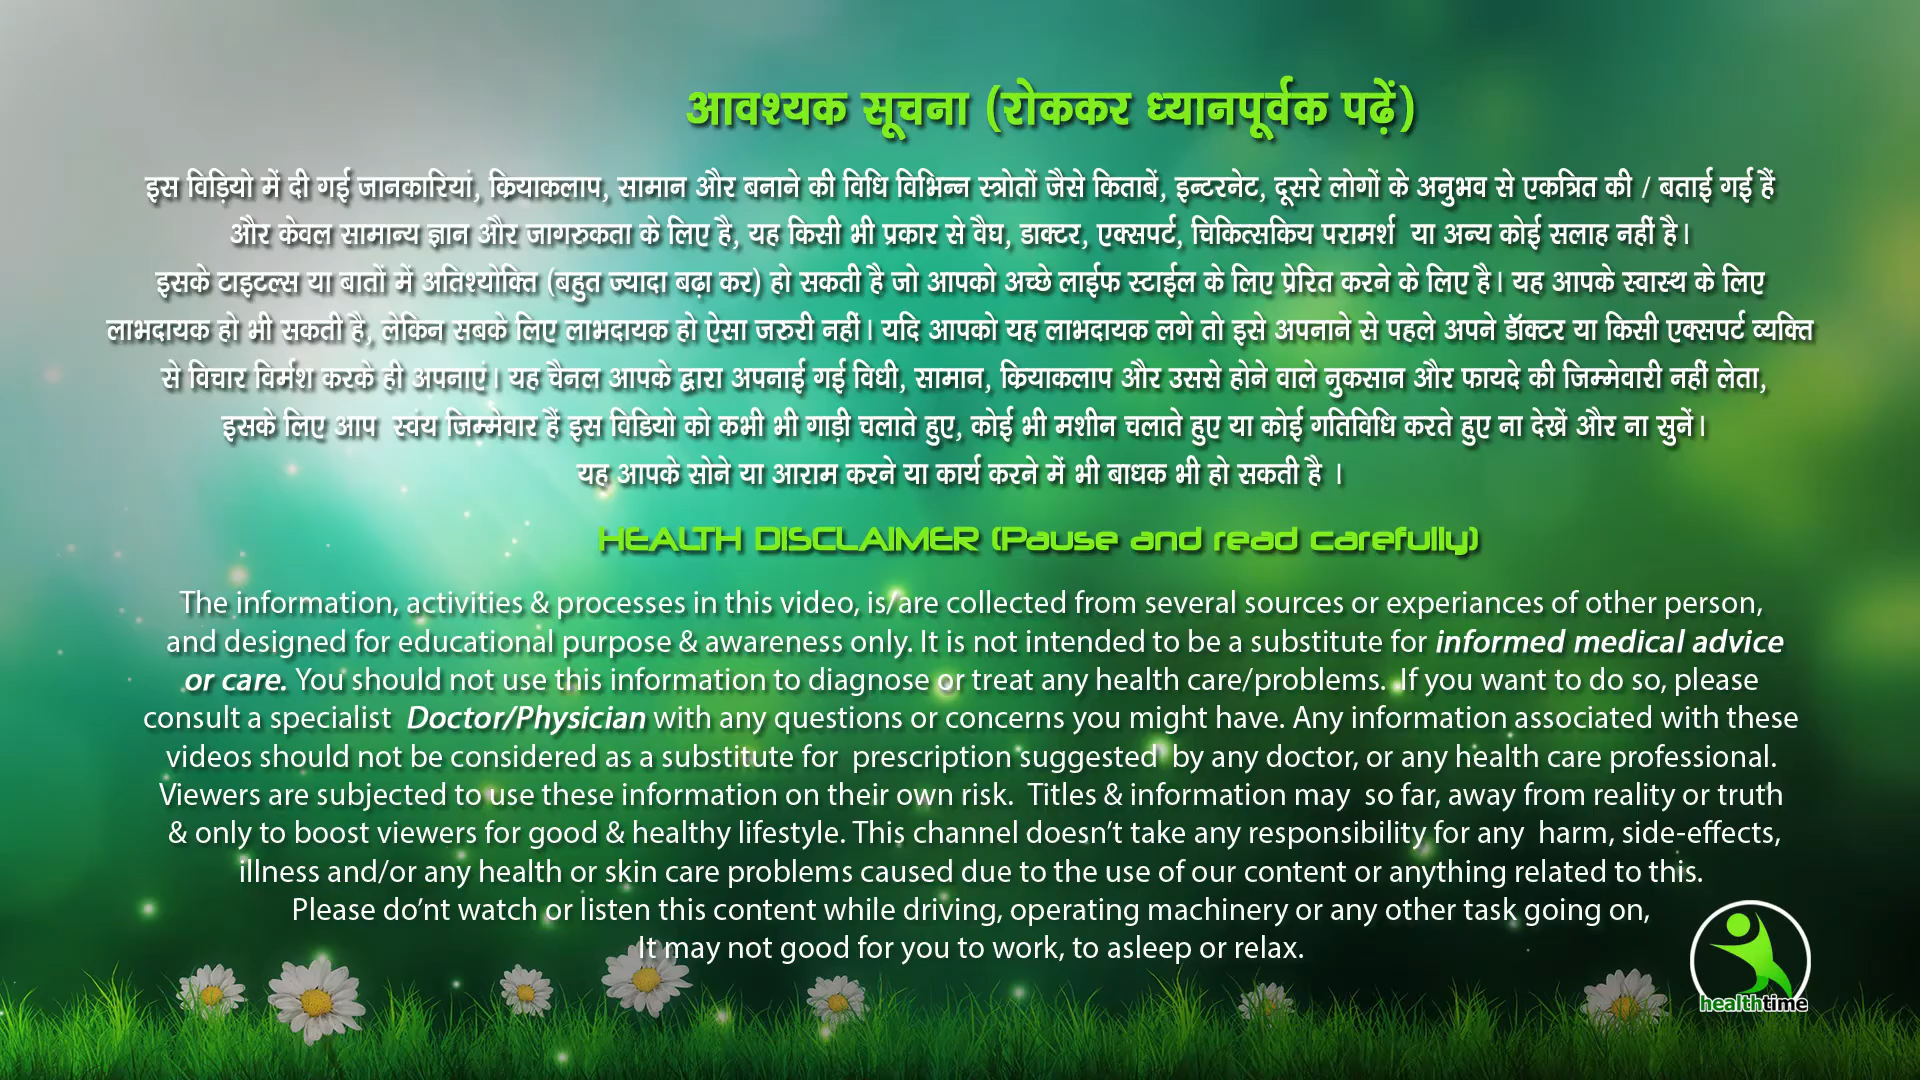 आवश्यक सूचना (रोककर ध्यानपूर्वक पढ़ें)
इस विड़ियो में दी गई जानकारियां, क्रियाकलाप, सामान और बनाने की विधि विभिन्न स्त्रोतों जैसे किताबें, इन्टरनेट, दूसरे लोगों के अनुभव से एकत्रित की / बताई गई हैं
और केवल सामान्य ज्ञान और जागरुकता के लिए है, यह किसी भी प्रकार से वैघ, डाक्टर, एक्सपर्ट, चिकित्सकिय परामर्श या अन्य कोई सलाह नहीं है।
इसके टाइटल्स या बातों में अतिश्योक्ति (बहुत ज्यादा बढ़ा कर) हो सकती है जो आपको अच्छे लाईफ स्टाईल के लिए प्रेरित करने के लिए है। यह आपके स्वास्थ के लिए
लाभदायक हो भी सकती है, लेकिन सबके लिए लाभदायक हो ऐसा जरुरी नहीं। यदि आपको यह लाभदायक लगे तो इसे अपनाने से पहले अपने डॉक्टर या किसी एक्सपर्ट व्यक्ति
से विचार विर्मश करके ही अपनाएं। यह चैनल आपके द्वारा अपनाई गई विधी, सामान, क्रियाकलाप और उससे होने वाले नुकसान और फायदे की जिम्मेवारी नहीं लेता,
इसके लिए आप स्वंय जिम्मेवार हैं इस विडियो को कभी भी गाड़ी चलाते हुए, कोई भी मशीन चलाते हुए या कोई गतिविधि करते हुए ना देखें और ना सुनें।
यह आपके सोने या आराम करने या कार्य करने में भी बाधक भी हो सकती है ।
HEALTH DISCLAIMER (Pause and read carefully)
The information, activities & processes in this video, is/are collected from several sources or experiances of other person,
and designed for educational purpose & awareness only. It is not intended to be a substitute for informed medical advice
or care. You should not use this information to diagnose or treat any health care/problems. If you want to do so, please
consult a specialist Doctor/Physician with any questions or concerns you might have. Any information associated with these
videos should not be considered as a substitute for prescription suggested by any doctor, or any health care professional.
Viewers are subjected to use these information on their own risk. Titles & information may so far, away from reality or truth
& only to boost viewers for good & healthy lifestyle. This channel doesn't take any responsibility for any harm, side-effects,
illness and/or any health or skin care problems caused due to the use of our content or anything related to this.
Please do'nt watch or listen this content while driving, operating machinery or any other task going on,
It may not good for you to work, to asleep or relax.
healthtime